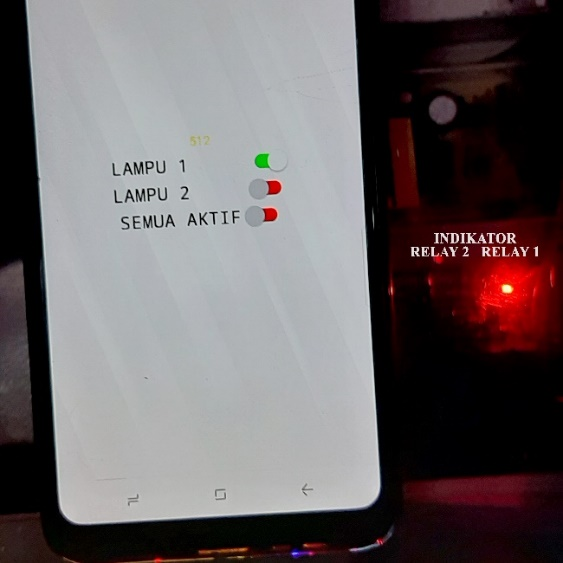 512
LAMPU 1
LAMPU 2
SEMUA AKTIF
INDIKATOR
RELAY 2 RELAY 1